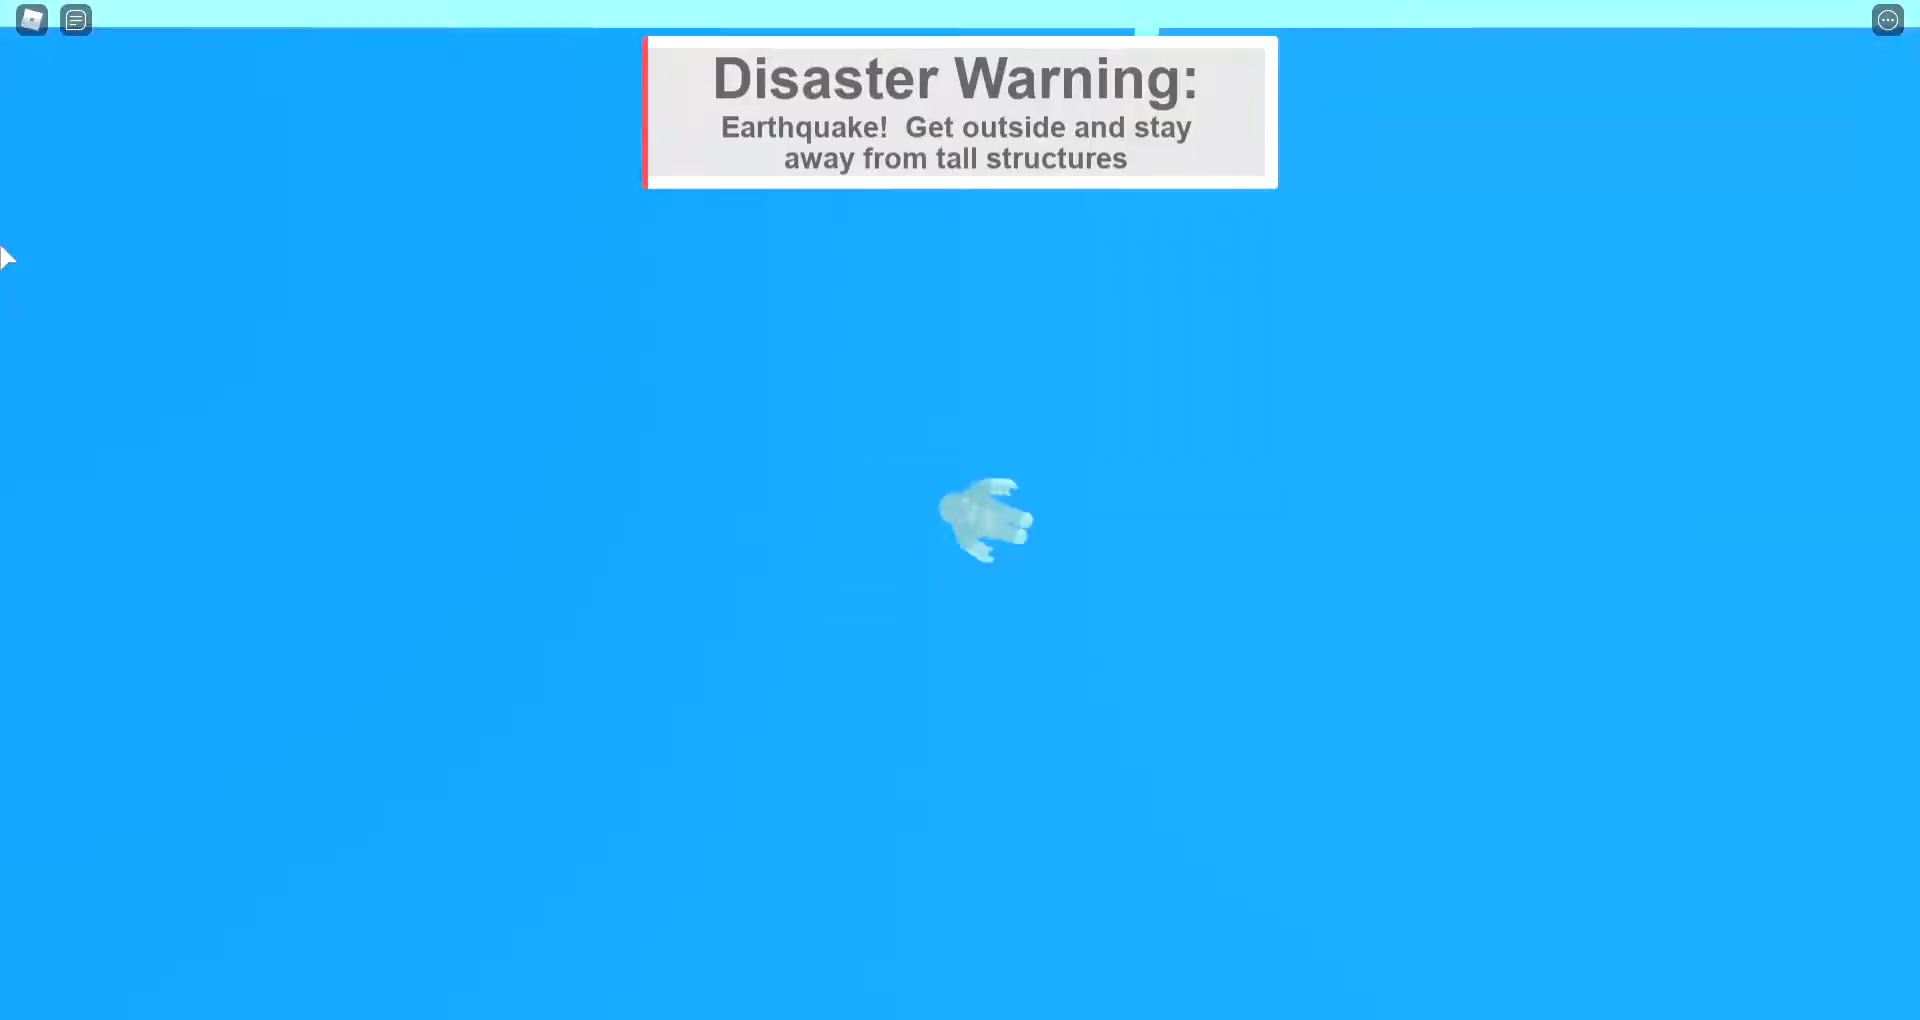 Disaster Warning:
Earthquake!  Get outside and stay
away from tall structures